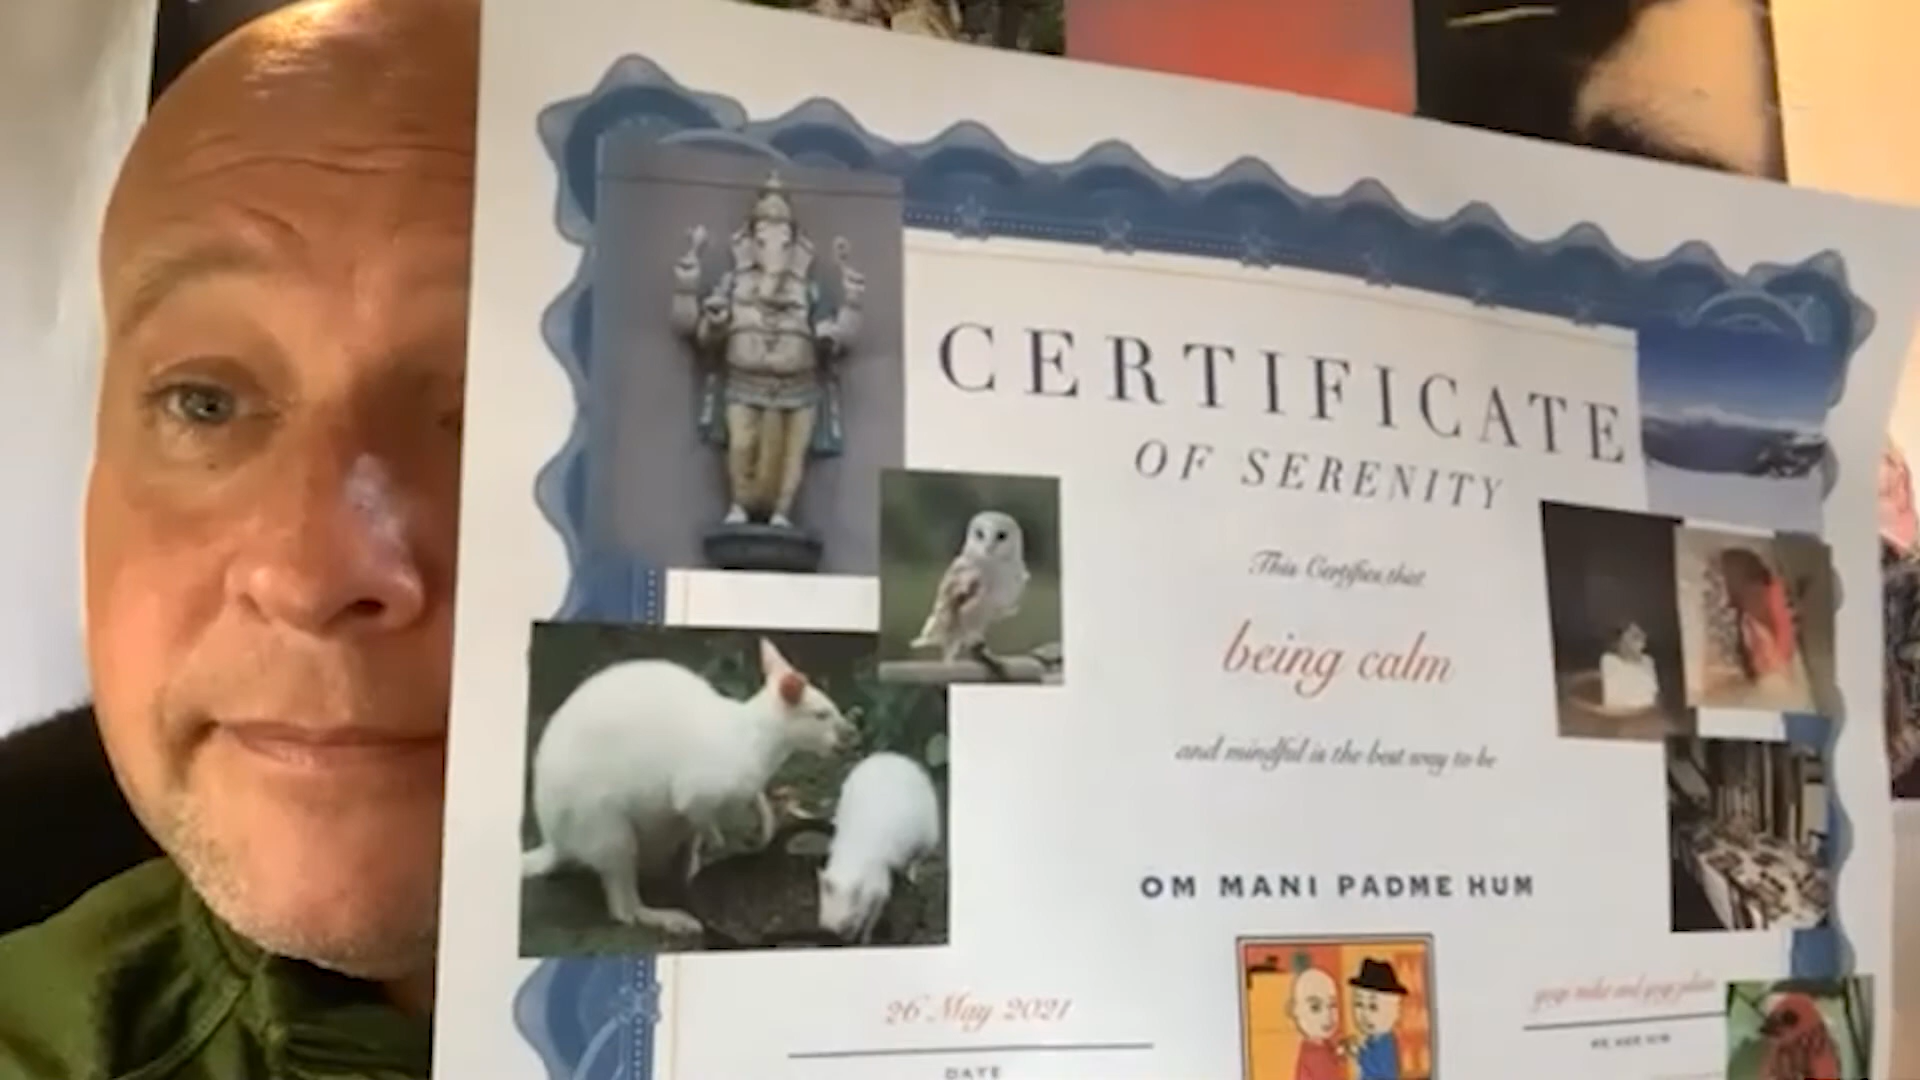 CERTIFICATE
OF SERENITY
This Certifies that
being calm
and mindful is the best way to be
OM MANI PADME HUM
26 May 2021
DATE